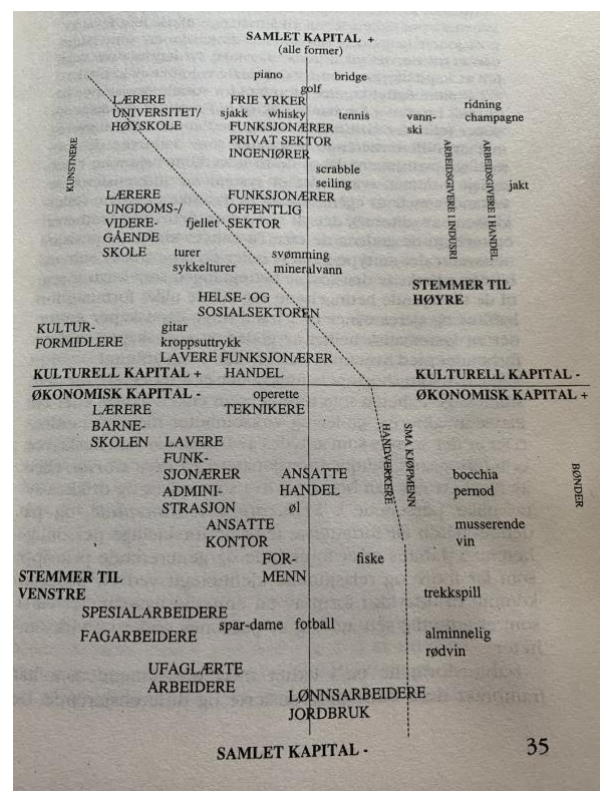 SAMLET KAPITAL +
(alle former)
piano bridge
golf
ridning
LÆRERE FRIE YRKER
UNIVERSITET/ sjakk whisky tennis vann- champagne
HØYSKOLE FUNKSJONÆRER ski
PRIVAT SEKTOR
INGENIØRER
KUNSTNERE
ARBEIDSGIVERE I INDUSRI
ARBEIDSGIVERE I HANDEL
scrabble
seiling jakt
LÆRERE FUNKSJONÆRER
UNGDOMS-/ OFFENTLIG
VIDERE- fjellet SEKTOR
GÅENDE
SKOLE turer svømming
sykkelturer mineralvann
STEMMER TIL
HØYRE
HELSE- OG
SOSIALSEKTOREN
KULTUR- gitar
FORMIDLERE kroppsuttrykk
LAVERE FUNKSJONÆRER
KULTURELL KAPITAL + HANDEL KULTURELL KAPITAL -
ØKONOMISK KAPITAL - operette ØKONOMISK KAPITAL +
LÆRERE TEKNIKERE
BARNE-
SKOLEN LAVERE
FUNK-
HANDVERKERE
SMA KJØPMENN
BØNDER
SJONÆRER ANSATTE bocchia
ADMINI- HANDEL pernod
STRASJON øl
ANSATTE musserende
KONTOR vin
FOR- fiske
STEMMER TIL MENN
VENSTRE trekkspill
SPESIALARBEIDERE
spar-dame fotball
FAGARBEIDERE alminnelig
rødvin
UFAGLÆRTE
ARBEIDERE
LØNNSARBEIDERE
JORDBRUK
SAMLET KAPITAL -
35